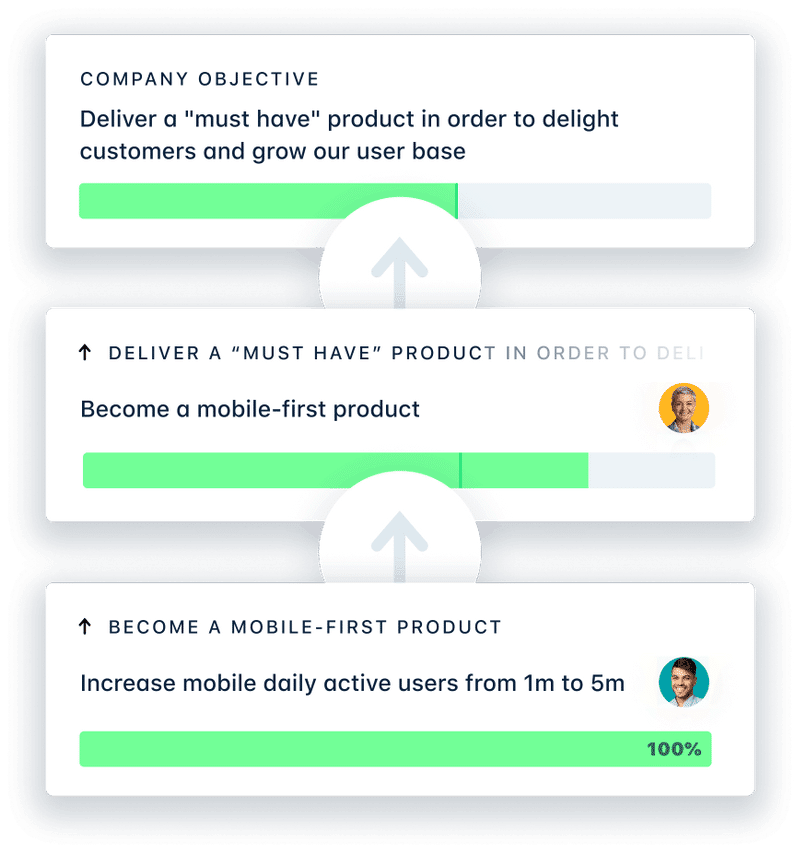 COMPANY OBJECTIVE
Deliver a "must have" product in order to delight
customers and grow our user base
DELIVER A “MUST HAVE” PRODUCT IN ORDER TO DELI
Become a mobile-first product
BECOME A MOBILE-FIRST PRODUCT
Increase mobile daily active users from 1m to 5m
100%